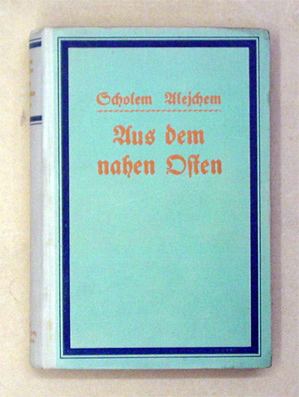 Scholem Alejchem
Aus dem
nahen Osten